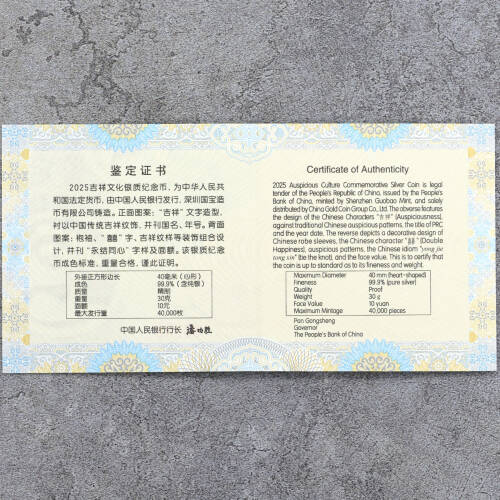 鉴定证书
2025吉祥文化银质纪念币，为中华人民共
和国法定货币，由中国人民银行发行，深圳国宝造
币有限公司铸造。正面图案：“吉祥”文字造型，
衬以中国传统吉祥纹饰，并刊国名、年号。背面
图案：袍袖、“囍”字、吉祥纹样等装饰组合设
计，并刊“永结同心”字样及面额。该银质纪念
币成色标准，重量合格，谨此证明。
外接正方形边长 40毫米（心形）
成色 99.9%（含纯银）
质量 精制
重量 30克
面额 10元
最大发行量 40,000枚
中国人民银行行长 潘功胜
Certificate of Authenticity
2025 Auspicious Culture Commemorative Silver Coin is legal
tender of the People's Republic of China, issued by the People's
Bank of China, minted by Shenzhen Guobao Mint, and solely
distributed by China Gold Coin Group Co., Ltd. The adverse features
the design of the Chinese Characters "吉祥" (Auspiciousness),
against traditional Chinese auspicious patterns, the title of PRC
and the year date. The reverse depicts a decorative design of
Chinese robe sleeves, the Chinese character "囍" (Double
Happiness), auspicious patterns, the Chinese idiom "yong jie
tong xin" (tie the knot), and the face value. This is to certify that
the coin is up to standard as to its fineness and weight.
Maximum Diameter 40 mm (heart-shaped)
Fineness 99.9% (pure silver)
Quality Proof
Weight 30 g
Face Value 10 yuan
Maximum Mintage 40,000 pieces
Pan Gongsheng
Governor
The People's Bank of China